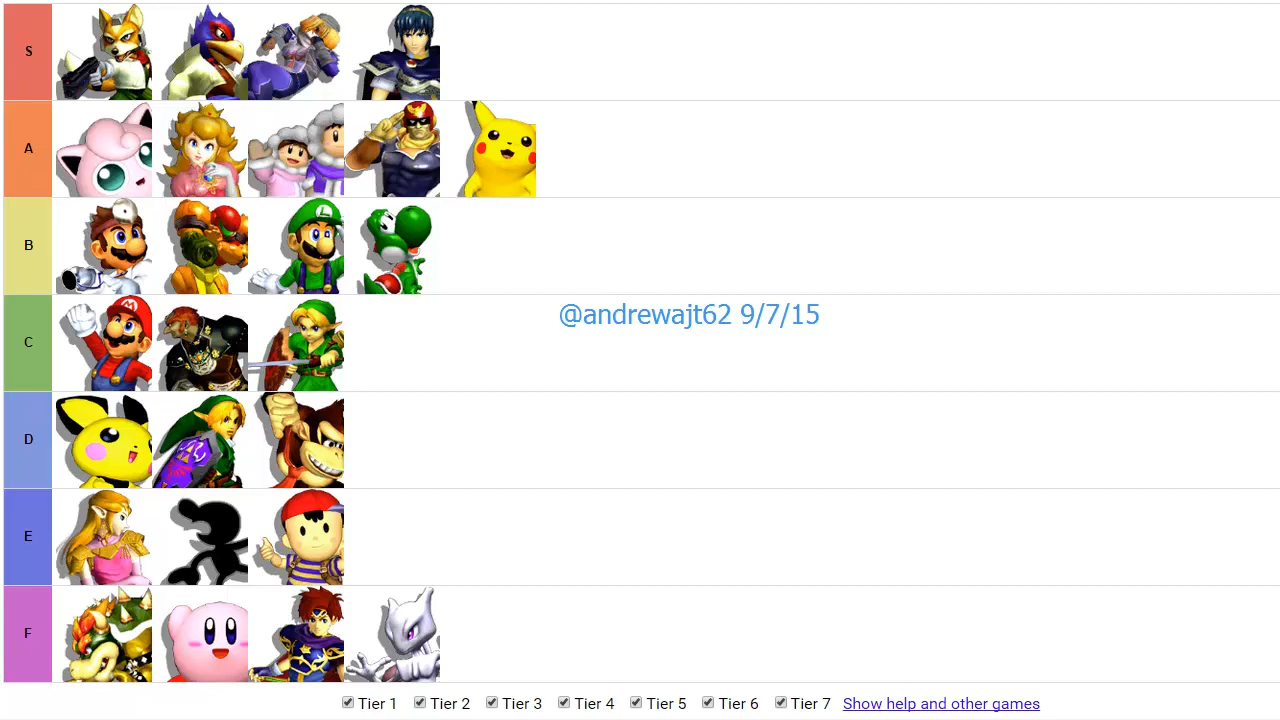 S
A
B
C
@andrewajt62 9/7/15
D
E
F
Tier 1 Tier 2 Tier 3 Tier 4 Tier 5 Tier 6 Tier 7 Show help and other games